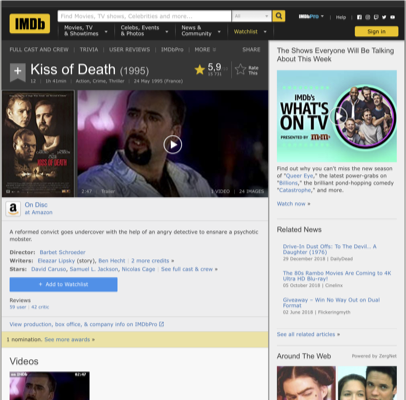 IMDb
Find Movies, TV shows, Celebrities and more...
All
Movies, TV & Showtimes
Celebs, Events & Photos
News & Community
Watchlist
IMDbPro
Help
Sign in
FULL CAST AND CREW | TRIVIA | USER REVIEWS | IMDbPro | MORE
SHARE
Kiss of Death (1995)
12 | 1h 41min | Action, Crime, Thriller | 24 May 1995 (France)
5,9
Rate This
KISS OF DEATH
2:47 | Trailer
1 VIDEO | 24 IMAGES
On Disc
at Amazon
A reformed convict goes undercover with the help of an angry detective to ensnare a psychotic
mobster.
Director: Barbet Schroeder
Writers: Eleazar Lipsky (story), Ben Hecht | 2 more credits »
Stars: David Caruso, Samuel L. Jackson, Nicolas Cage | See full cast & crew »
+ Add to Watchlist
Reviews
59 user | 42 critic
View production, box office, & company info on IMDbPro
1 nomination. See more awards »
Videos
The Shows Everyone Will Be Talking
About This Week
IMDb's
WHAT'S
ON TV
PRESENTED BY m&m's
Find out why you can't miss the new season
of "Queer Eye," the latest power-grabs on
"Billions," the brilliant pond-hopping comedy
"Catastrophe," and more.
Watch now »
Related News
Drive-In Dust Offs: To The Devil.. A
Daughter (1976)
29 December 2018 | DailyDead
The 80s Rambo Movies Are Coming to 4K
Ultra HD Blu-ray!
05 October 2018 | Cinelinx
Giveaway – Win No Way Out on Dual
Format
02 June 2018 | Flickeringmyth
See all related articles »
Around The Web
Powered by ZergNet